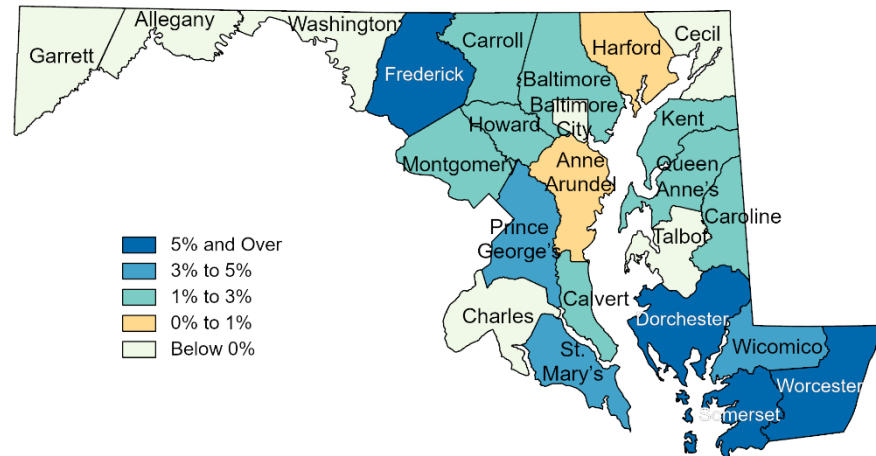 Garrett
Allegany
Washington
Frederick
Carroll
Baltimore
Baltimore
City
Harford
Cecil
Howard
Montgomery
Kent
Queen
Anne's
Anne
Arundel
Caroline
Talbot
Prince
George's
Calvert
Charles
St.
Mary's
Dorchester
Wicomico
Worcester
Somerset
5% and Over
3% to 5%
1% to 3%
0% to 1%
Below 0%